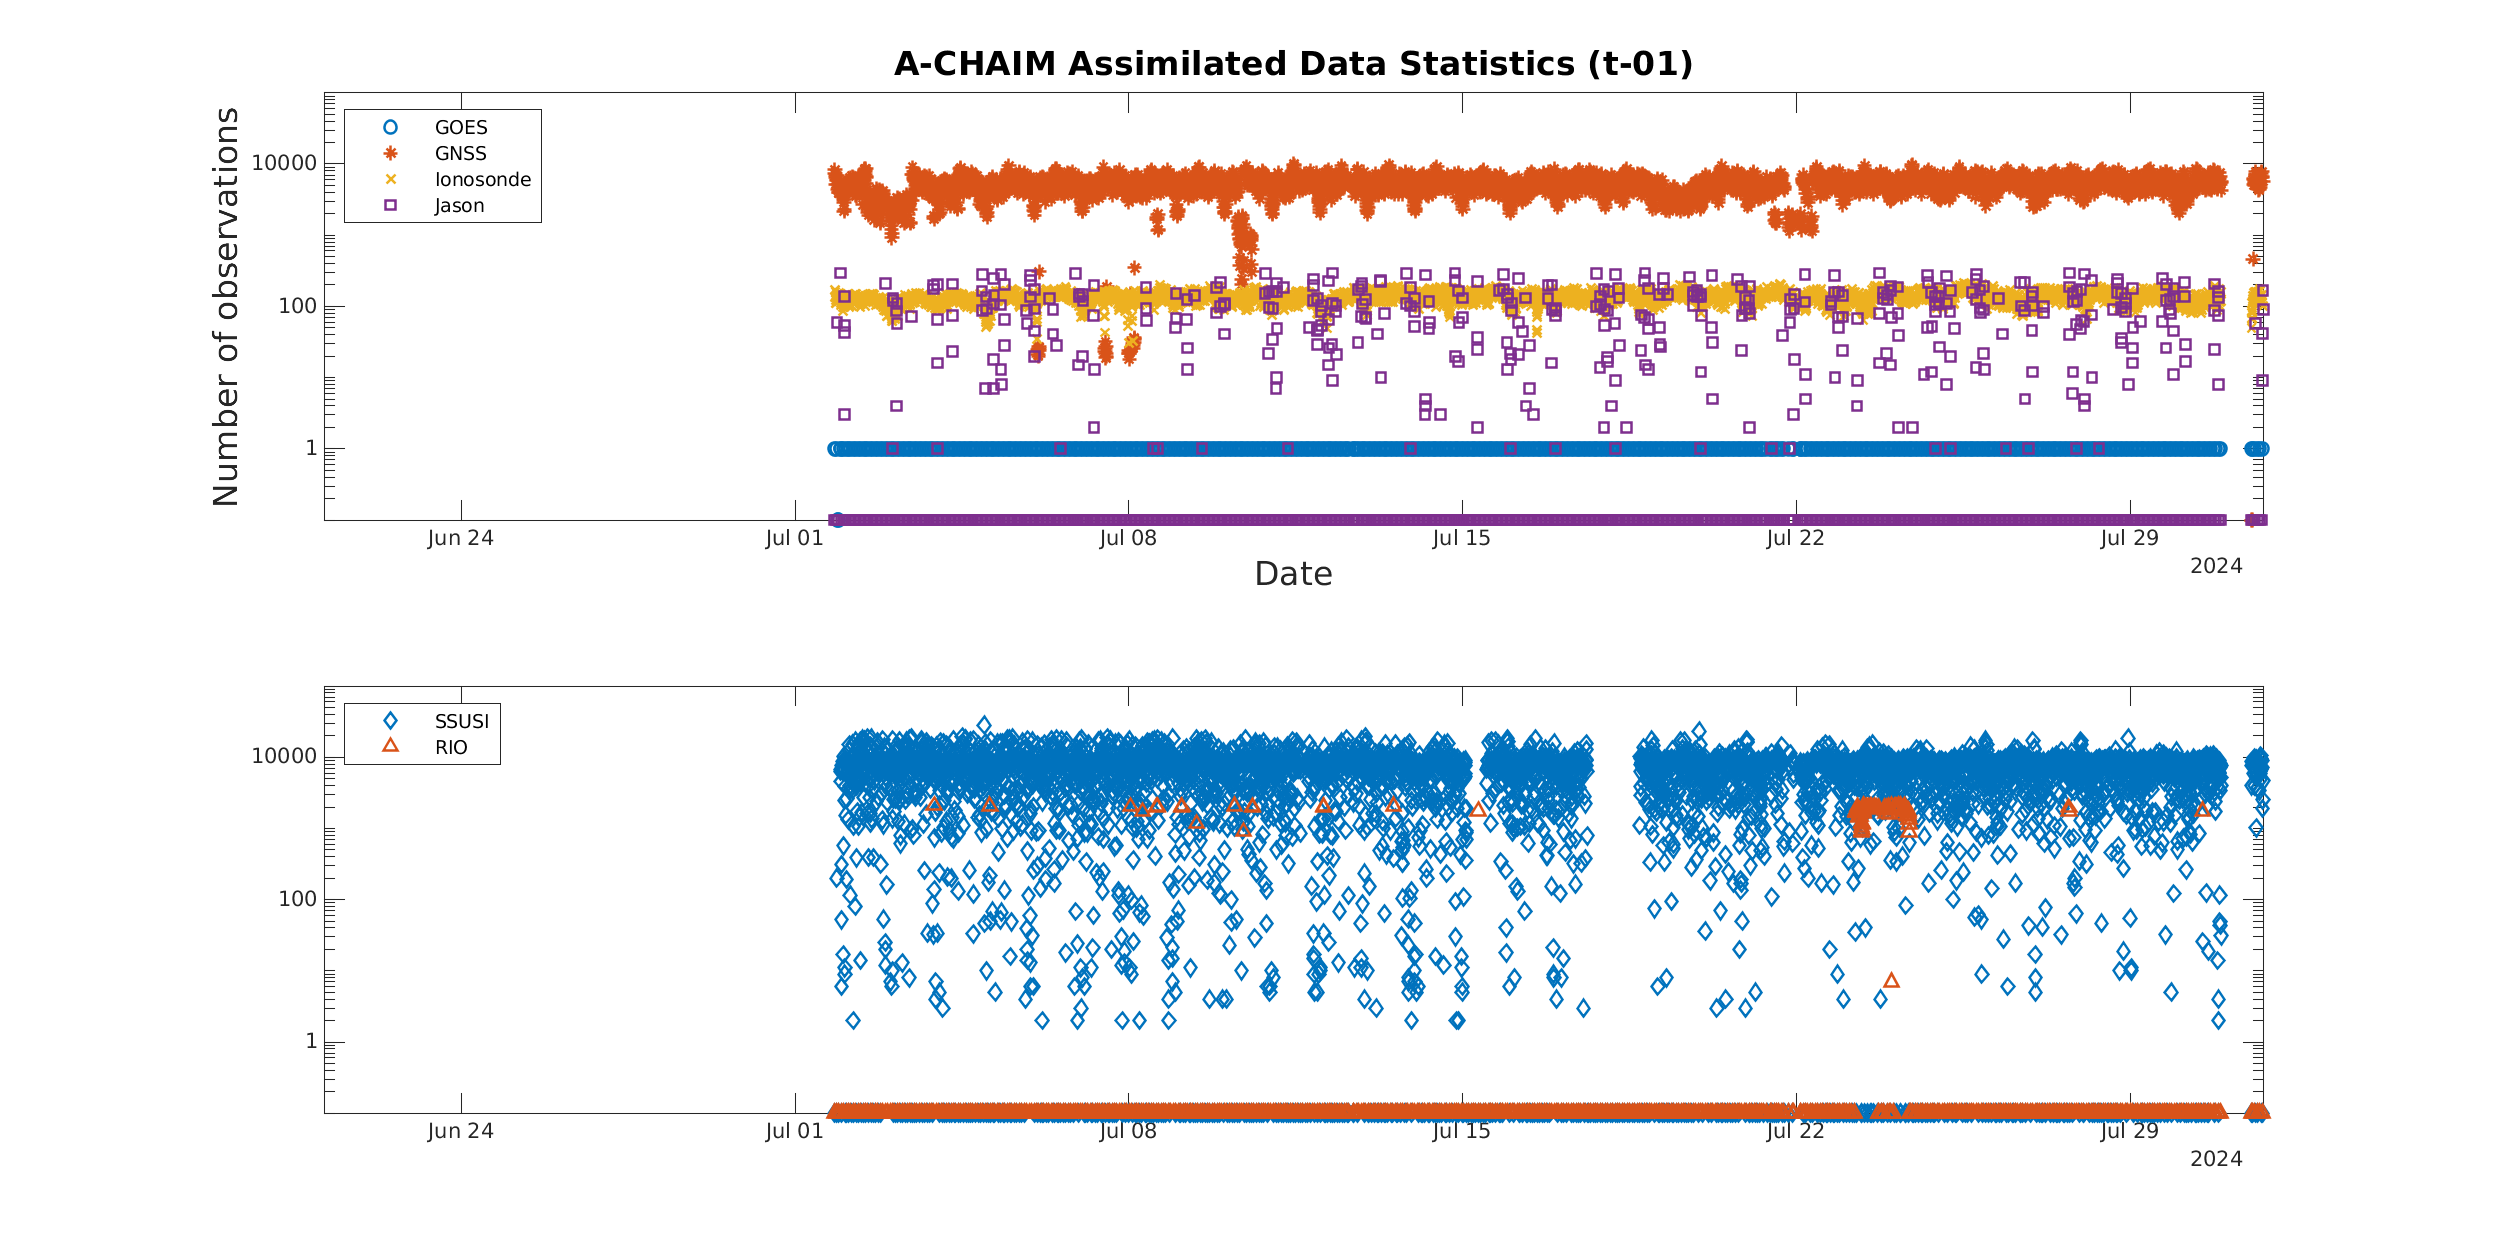 A-CHAIM Assimilated Data Statistics (t-01)
Number of observations
GOES
GNSS
Ionosonde
Jason
10000
100
1
Jun 24
Jul 01
Jul 08
Jul 15
Jul 22
Jul 29
2024
Date
SSUSI
RIO
10000
100
1
Jun 24
Jul 01
Jul 08
Jul 15
Jul 22
Jul 29
2024